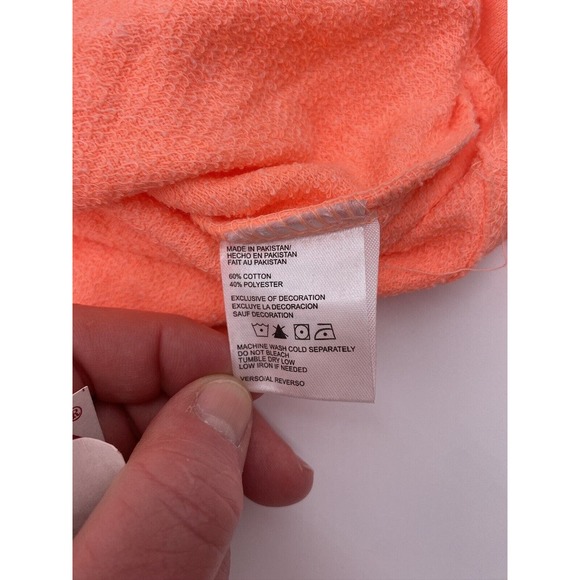 MADE IN PAKISTAN/
HECHO EN PAKISTAN
FAIT AU PAKISTAN
60% COTTON
40% POLYESTER
EXCLUSIVE OF DECORATION
EXCLUYE LA DECORACION
SAUF DECORATION
MACHINE WASH COLD SEPARATELY
DO NOT BLEACH
TUMBLE DRY LOW
LOW IRON IF NEEDED
VERSO/AL REVERSO
®